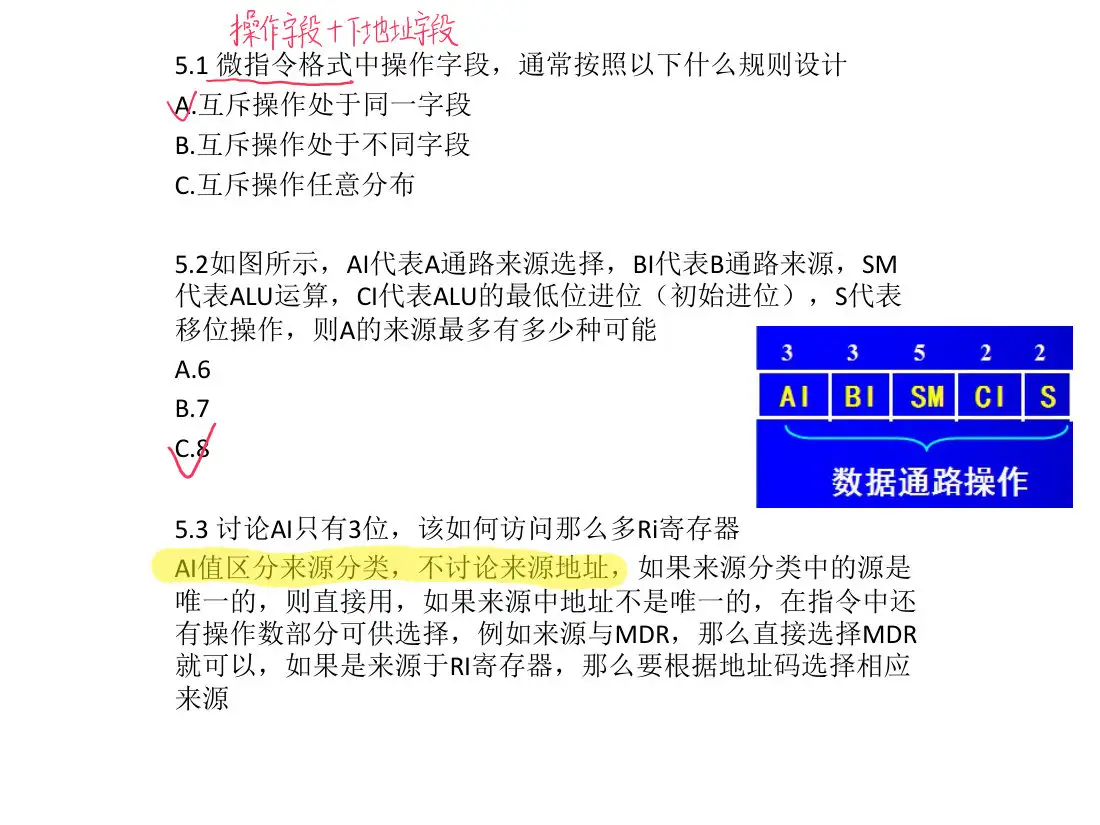 操作字段+下地址字段
5.1 微指令格式中操作字段，通常按照以下什么规则设计
A.互斥操作处于同一字段
B.互斥操作处于不同字段
C.互斥操作任意分布
5.2如图所示，AI代表A通路来源选择，BI代表B通路来源，SM
代表ALU运算，CI代表ALU的最低位进位（初始进位），S代表
移位操作，则A的来源最多有多少种可能
A.6
B.7
C.8
3 3 5 2 2
AI BI SM CI S
数据通路操作
5.3 讨论AI只有3位，该如何访问那么多Ri寄存器
AI值区分来源分类，不讨论来源地址，如果来源分类中的源是
唯一的，则直接用，如果来源中地址不是唯一的，在指令中还
有操作数部分可供选择，例如来源与MDR，那么直接选择MDR
就可以，如果是来源于RI寄存器，那么要根据地址码选择相应
来源